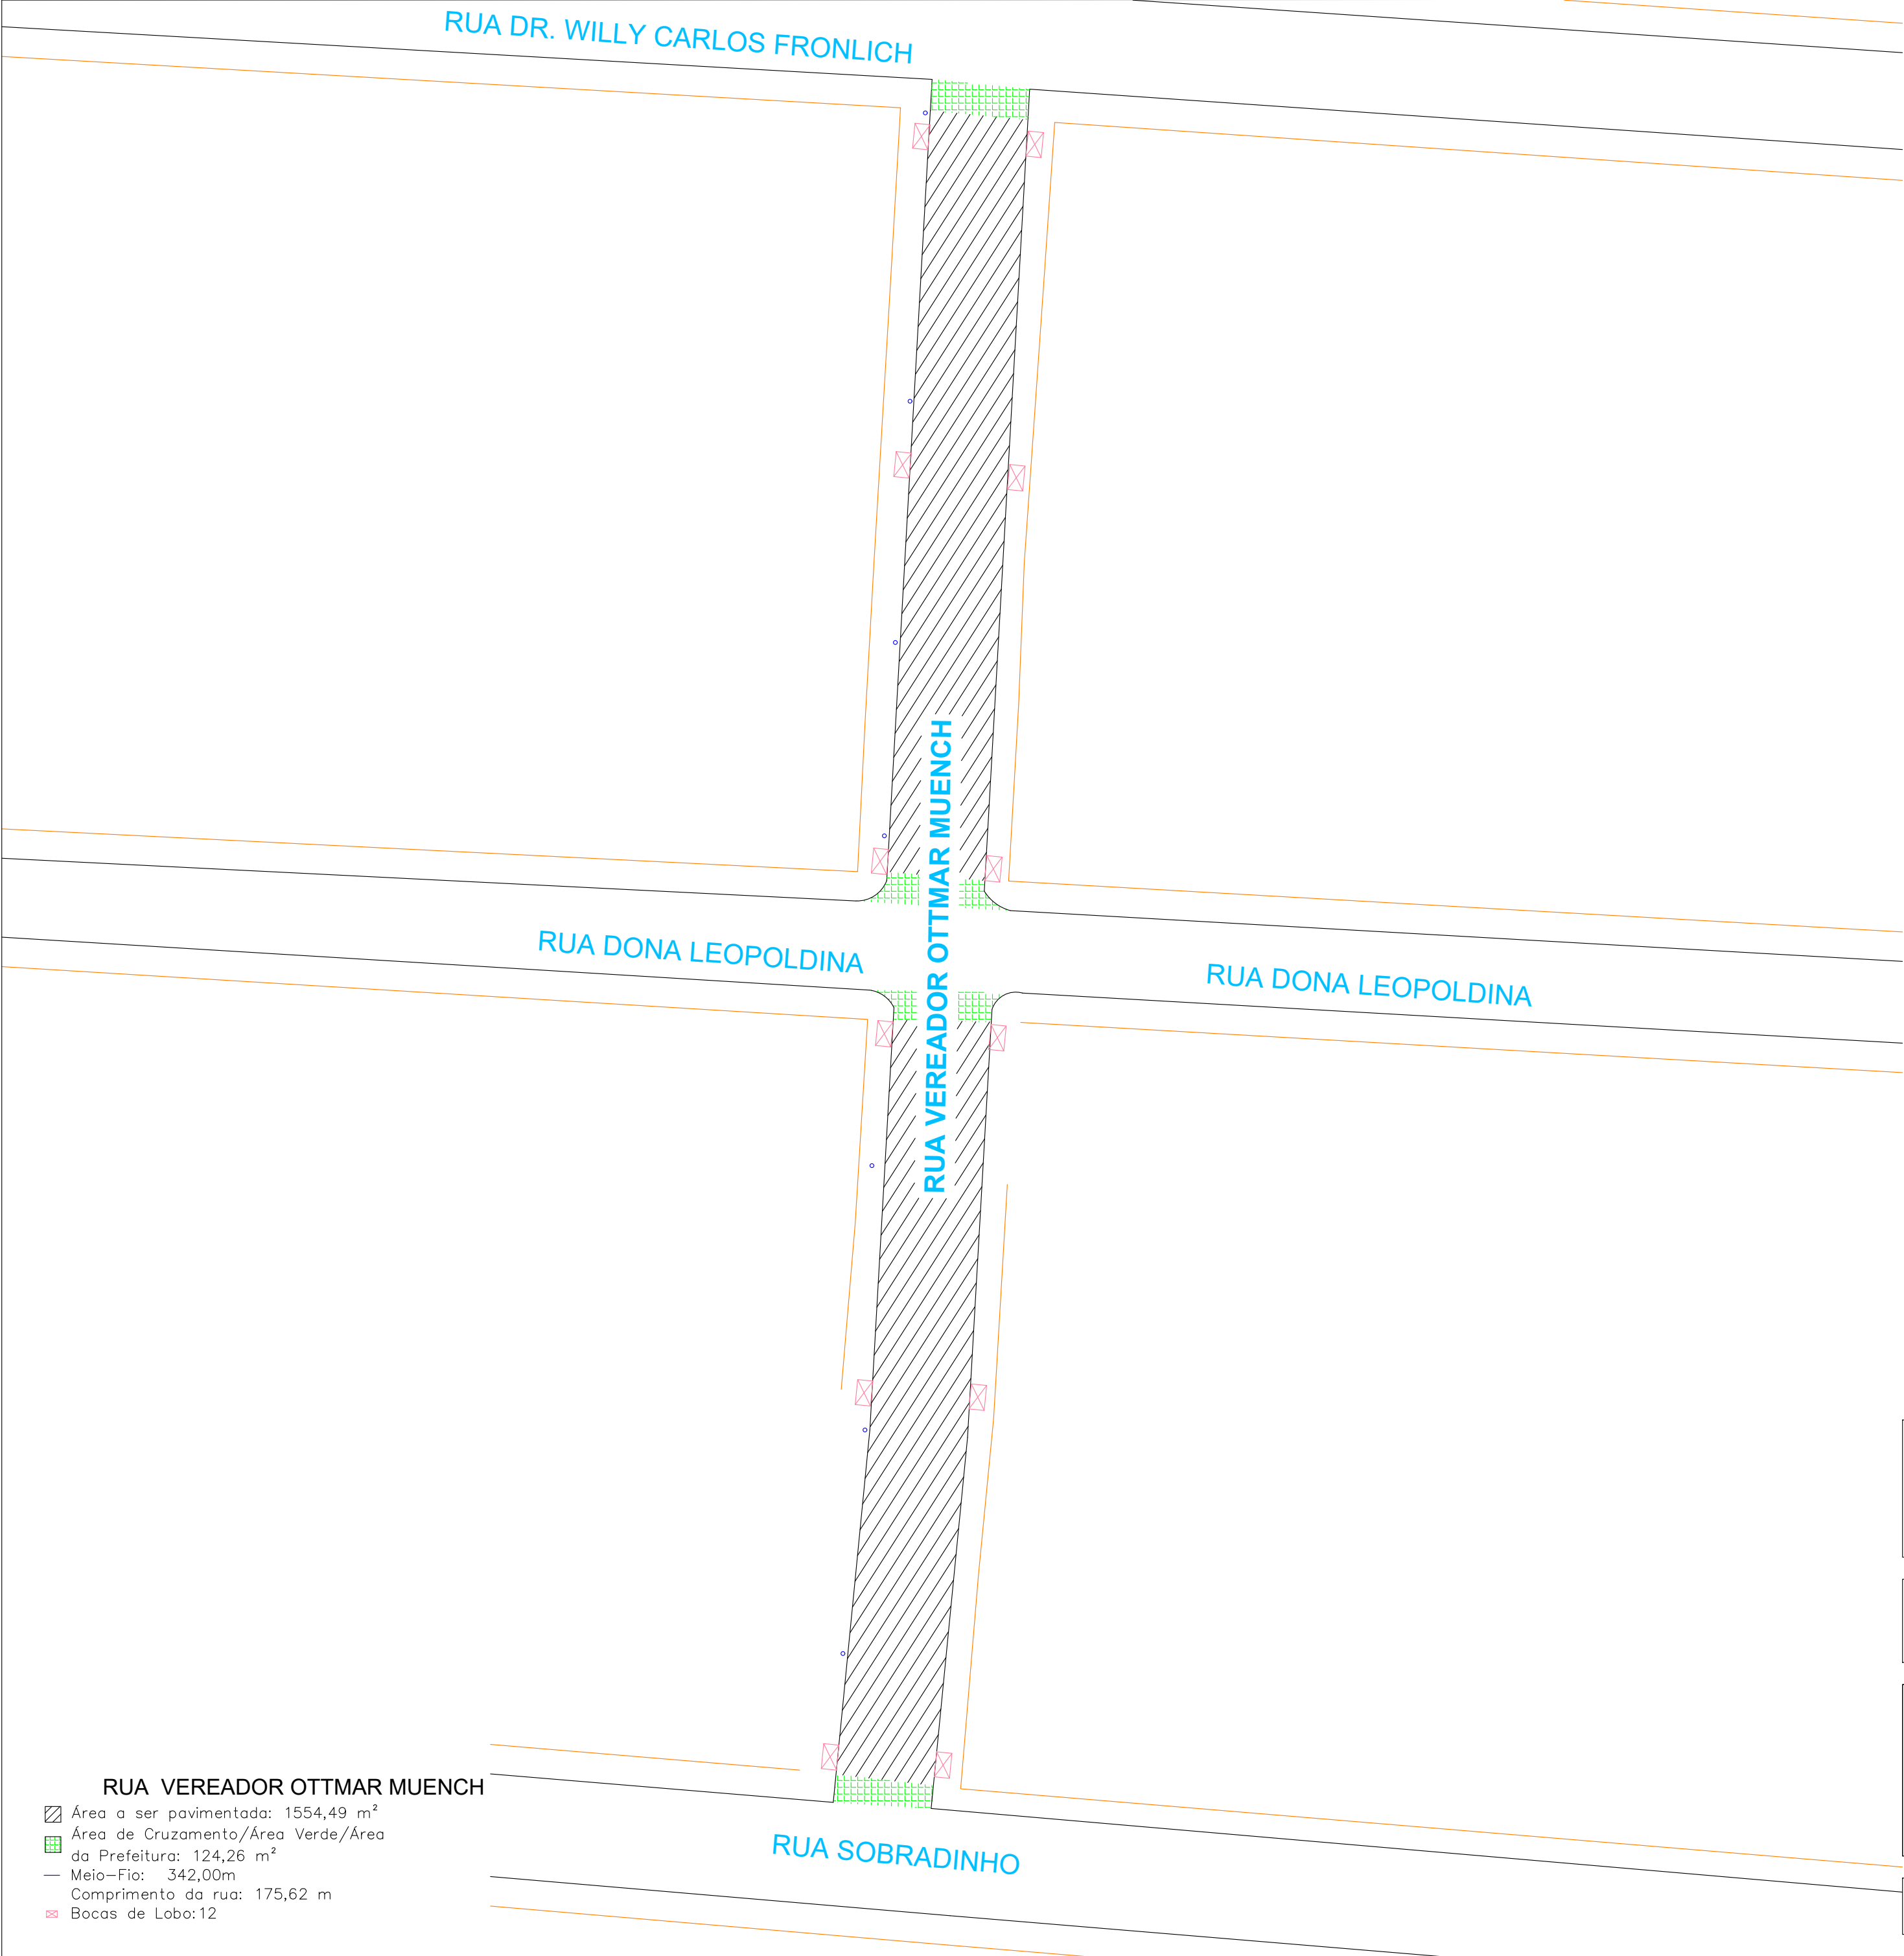 RUA DR. WILLY CARLOS FRONLICH
RUA VEREADOR OTTMAR MUENCH
RUA DONA LEOPOLDINA
RUA DONA LEOPOLDINA
RUA VEREADOR OTTMAR MUENCH
Área a ser pavimentada: 1554,49 m²
Área de Cruzamento/Área Verde/Área
da Prefeitura: 124,26 m²
Meio-Fio: 342,00m
Comprimento da rua: 175,62 m
Bocas de Lobo:12
RUA SOBRADINHO